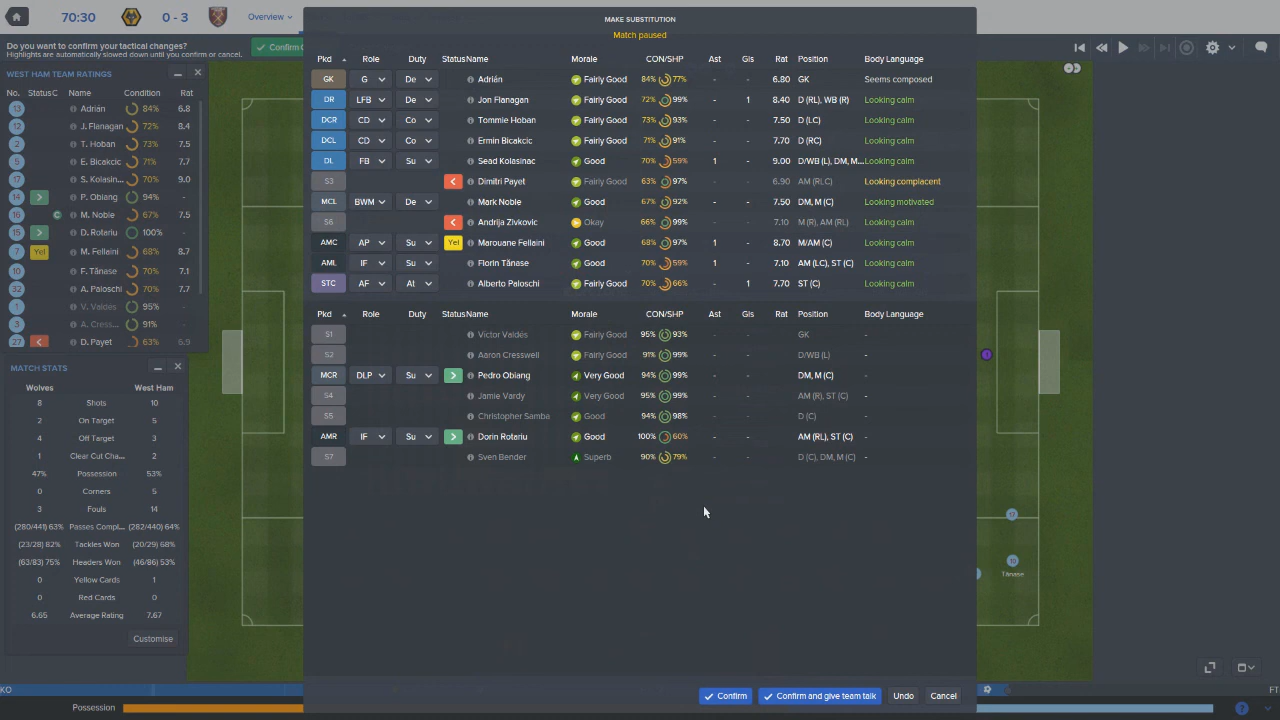 70:30 0 - 3 Overview
Do you want to confirm your tactical changes?
Highlights are automatically slowed down until you confirm or cancel.
Confirm
WEST HAM TEAM RATINGS
No. Status C Name Condition Rat
13 Adrián 84% 6.8
12 J. Flanagan 72% 8.4
2 T. Hoban 73% 7.5
5 E. Bicakcic 71% 7.7
17 S. Kolasin... 70% 9.0
14 P. Obiang 94% -
16 C M. Noble 67% 7.5
15 D. Rotariu 100% -
7 Yel M. Fellaini 68% 8.7
10 F. Tănase 70% 7.1
32 A. Paloschi 70% 7.7
1 V. Valdés 95%
3 A. Cress... 91%
27 D. Payet 63% 6.9
MATCH STATS
Wolves West Ham
8 Shots 10
2 On Target 5
4 Off Target 3
1 Clear Cut Cha... 2
47% Possession 53%
0 Corners 5
3 Fouls 14
(280/441) 63% Passes Compl... (282/440) 64%
(23/28) 82% Tackles Won (20/29) 68%
(63/83) 75% Headers Won (46/86) 53%
0 Yellow Cards 1
0 Red Cards 0
6.65 Average Rating 7.67
Customise
MAKE SUBSTITUTION
Match paused
Pkd Role Duty Status Name Morale CON/SHP Ast Gls Rat Position Body Language
GK G De Adrián Fairly Good 84% 77% - - 6.80 GK Seems composed
DR LFB De Jon Flanagan Fairly Good 72% 99% - 1 8.40 D (RL), WB (R) Looking calm
DCR CD Co Tommie Hoban Fairly Good 73% 93% - - 7.50 D (LC) Looking calm
DCL CD Co Ermin Bicakcic Fairly Good 71% 91% - - 7.70 D (RC) Looking calm
DL FB Su Sead Kolasinac Good 70% 59% 1 - 9.00 D/WB (L), DM, M... Looking calm
S3 Dimitri Payet Fairly Good 63% 97% - - 6.90 AM (RLC) Looking complacent
MCL BWM De Mark Noble Good 67% 92% - - 7.50 DM, M (C) Looking motivated
S6 Andrija Zivkovic Okay 66% 99% - - 7.10 M (R), AM (RL) Looking calm
AMC AP Su Yel Marouane Fellaini Good 68% 97% 1 - 8.70 M/AM (C) Looking calm
AML IF Su Florin Tănase Good 70% 59% 1 - 7.10 AM (LC), ST (C) Looking calm
STC AF At Alberto Paloschi Fairly Good 70% 66% - 1 7.70 ST (C) Looking calm
Pkd Role Duty Status Name Morale CON/SHP Ast Gls Rat Position Body Language
S1 Víctor Valdés Fairly Good 95% 93% - - - GK -
S2 Aaron Cresswell Fairly Good 91% 99% - - - D/WB (L) -
MCR DLP Su Pedro Obiang Very Good 94% 99% - - - DM, M (C) -
S4 Jamie Vardy Very Good 95% 99% - - - AM (R), ST (C) -
S5 Christopher Samba Good 94% 98% - - - D (C) -
AMR IF Su Dorin Rotariu Good 100% 60% - - - AM (RL), ST (C) -
S7 Sven Bender Superb 90% 79% - - - D (C), DM, M (C) -
Confirm Confirm and give team talk Undo Cancel
17
10
Tănase
KO FT
Possession